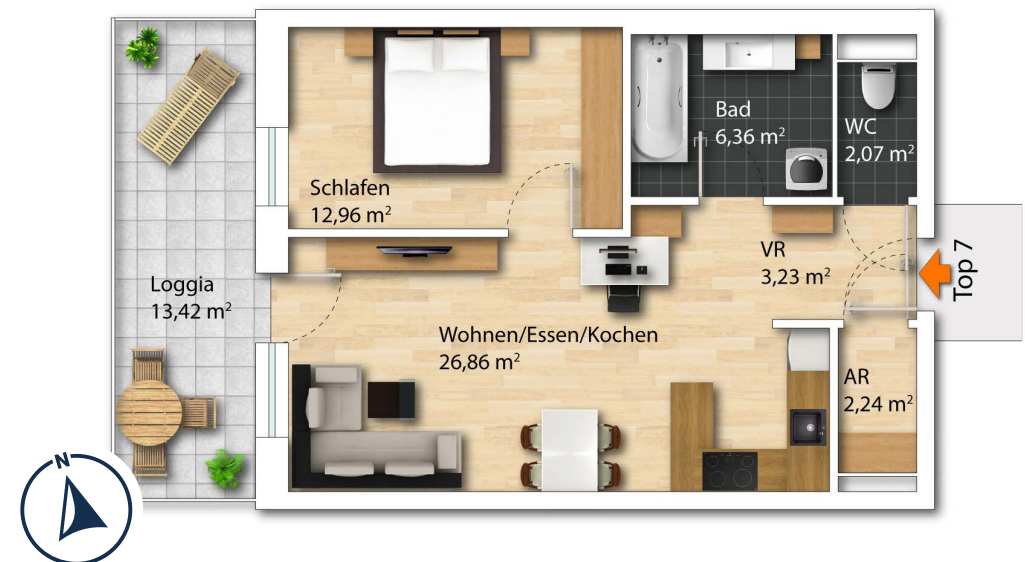 Bad
6,36 m²
WC
2,07 m²
Schlafen
12,96 m²
VR
3,23 m²
Top 7
Loggia
13,42 m²
Wohnen/Essen/Kochen
26,86 m²
AR
2,24 m²
N